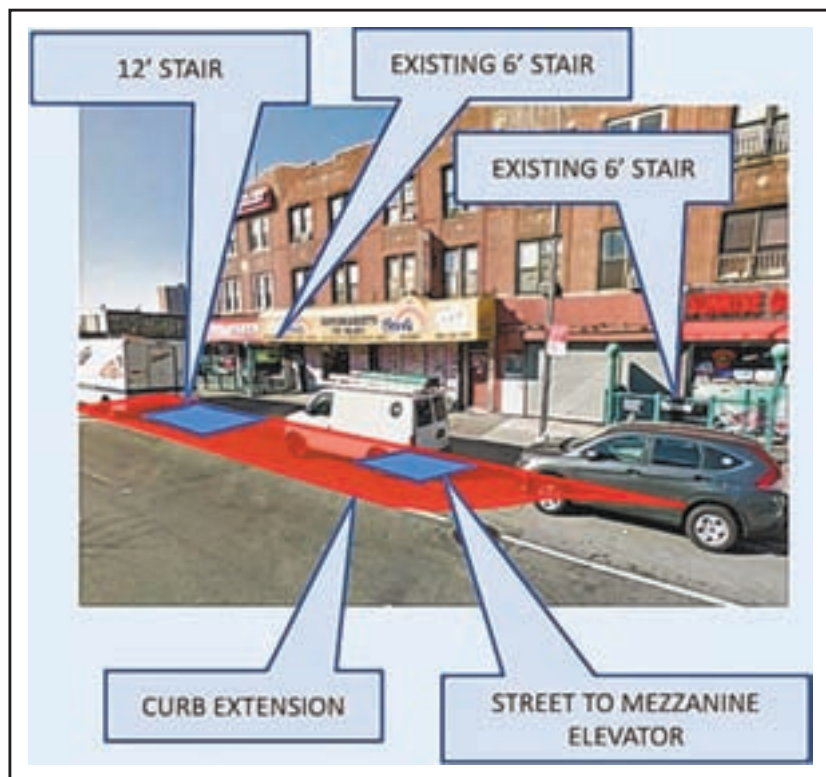 12' STAIR
EXISTING 6' STAIR
EXISTING 6' STAIR
CURB EXTENSION
STREET TO MEZZANINE
ELEVATOR